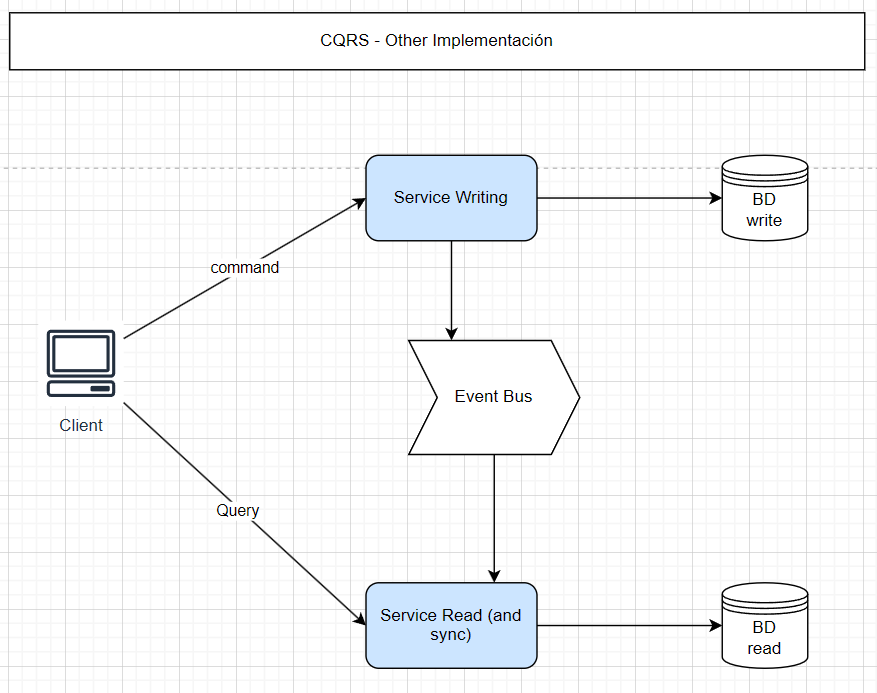 CQRS - Other Implementación
Service Writing
BD
write
command
Client
Event Bus
Query
Service Read (and
sync)
BD
read